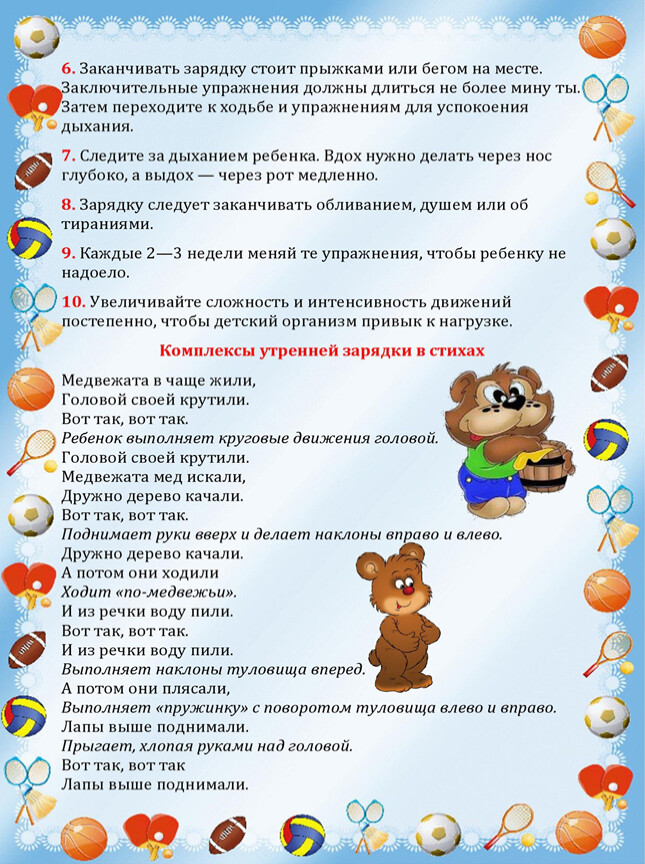 6. Заканчивать зарядку стоит прыжками или бегом на месте.
Заключительные упражнения должны длиться не более мину ты.
Затем переходите к ходьбе и упражнениям для успокоения
дыхания.
7. Следите за дыханием ребенка. Вдох нужно делать через нос
глубоко, а выдох — через рот медленно.
8. Зарядку следует заканчивать обливанием, душем или об
тираниями.
9. Каждые 2—3 недели меняй те упражнения, чтобы ребенку не
надоело.
10. Увеличивайте сложность и интенсивность движений
постепенно, чтобы детский организм привык к нагрузке.
Комплексы утренней зарядки в стихах
Медвежата в чаще жили,
Головой своей крутили.
Вот так, вот так.
Ребенок выполняет круговые движения головой.
Головой своей крутили.
Медвежата мед искали,
Дружно дерево качали.
Вот так, вот так.
Поднимает руки вверх и делает наклоны вправо и влево.
Дружно дерево качали.
А потом они ходили
Ходит «по-медвежьи».
И из речки воду пили.
Вот так, вот так.
И из речки воду пили.
Выполняет наклоны туловища вперед.
А потом они плясали,
Выполняет «пружинку» с поворотом туловища влево и вправо.
Лапы выше поднимали.
Прыгает, хлопая руками над головой.
Вот так, вот так
Лапы выше поднимали.